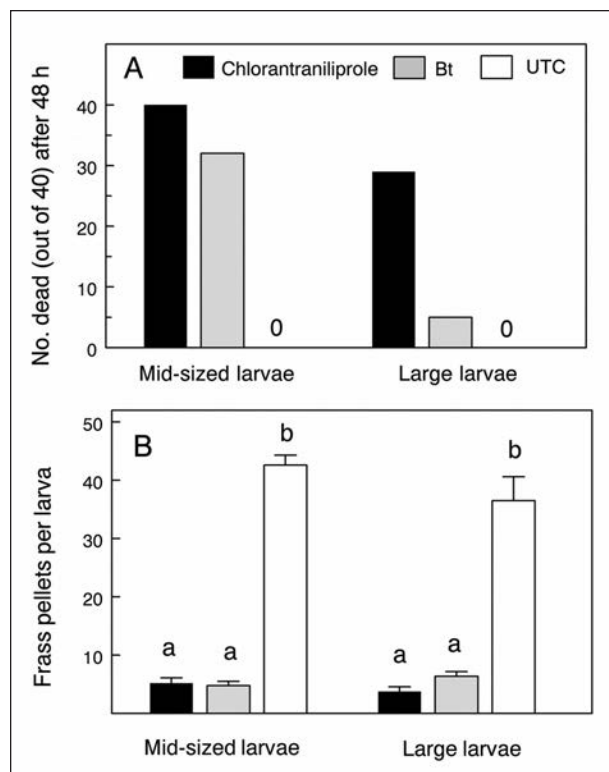 A
Chlorantraniliprole
Bt
UTC
No. dead (out of 40) after 48 h
40
30
20
10
0
0
0
Mid-sized larvae
Large larvae
B
Frass pellets per larva
50
40
30
20
10
a
a
b
a
a
b
Mid-sized larvae
Large larvae